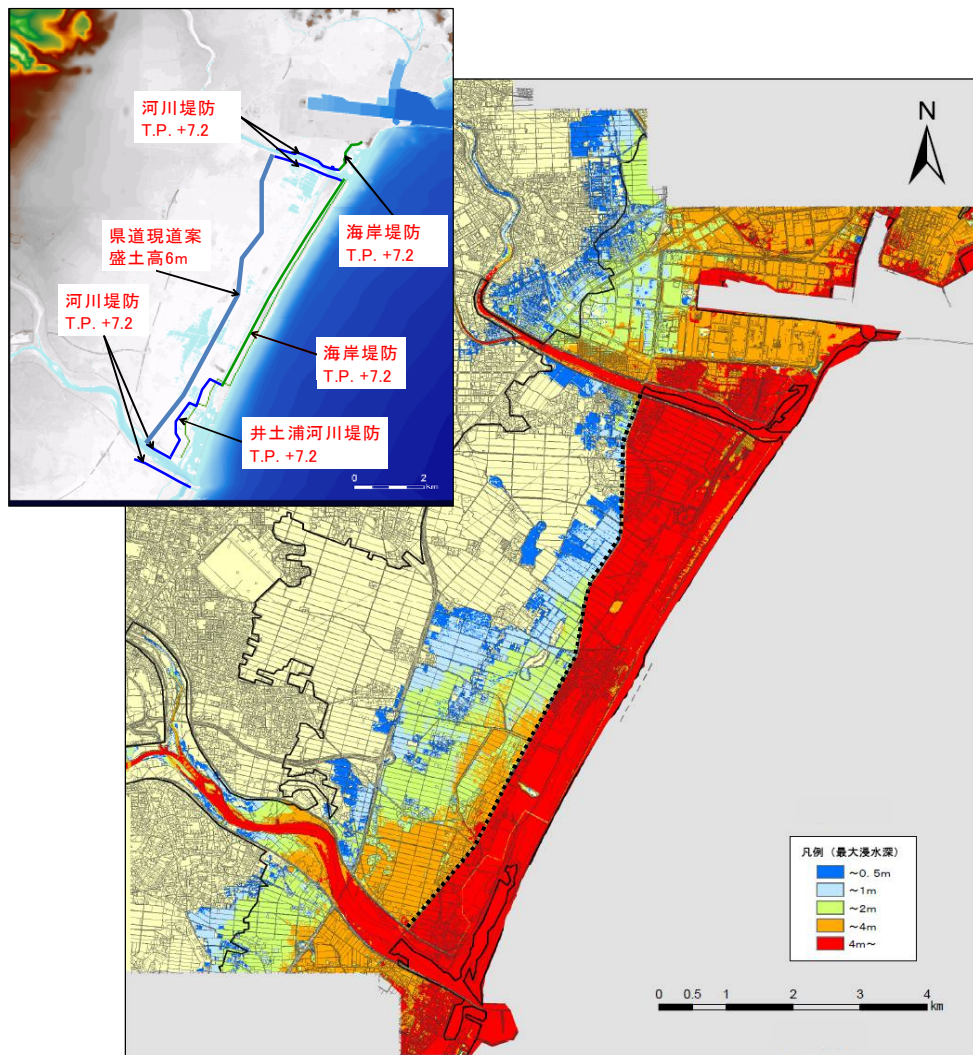 河川堤防
T.P. +7.2
海岸堤防
T.P. +7.2
県道現道案
盛土高6m
河川堤防
T.P. +7.2
海岸堤防
T.P. +7.2
井土浦河川堤防
T.P. +7.2
0 2
km
N
凡例（最大浸水深）
～0.5m
～1m
～2m
～4m
4m～
0 0.5 1 2 3 4
km